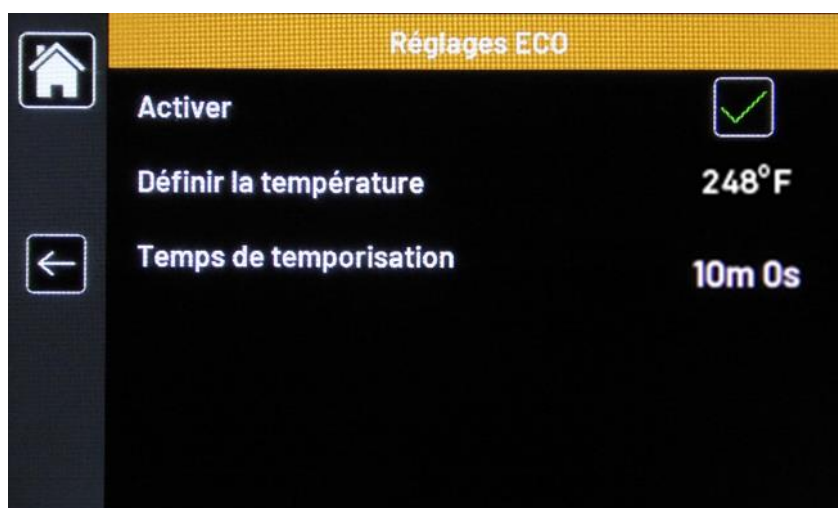 Réglages ECO
Activer
Définir la température 248°F
Temps de temporisation 10m 0s